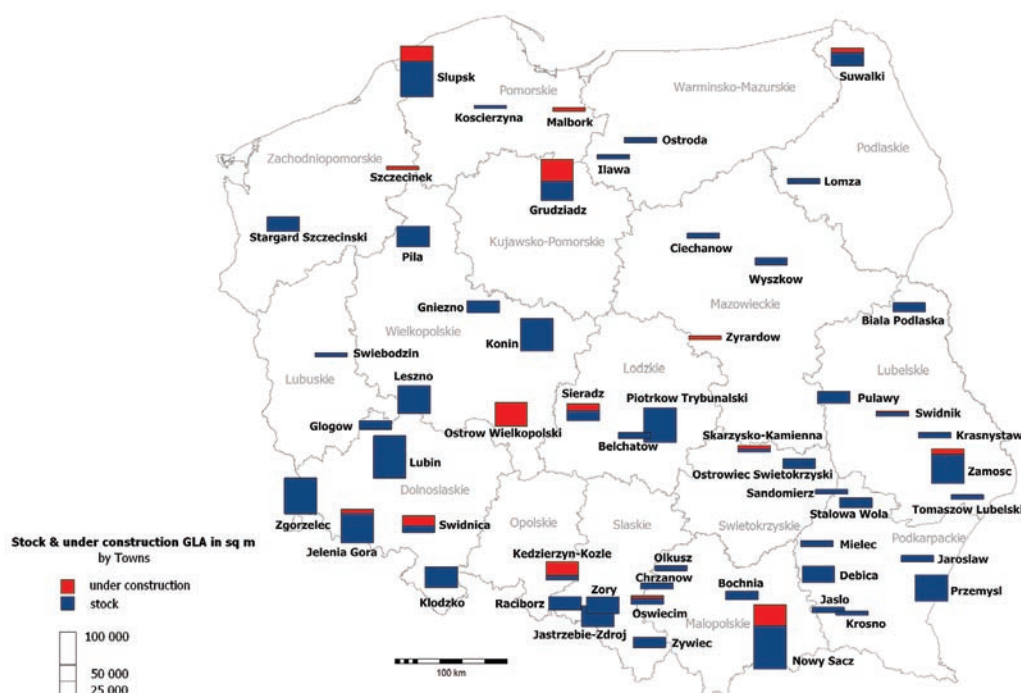 Slupsk
Suwalki
Pomorskie
Koscierzyna
Malbork
Warminsko-Mazurskie
Ostroda
Podlaskie
Zachodniopomorskie
Szczecinek
Ilawa
Lomza
Grudziadz
Stargard Szczecinski
Pila
Kujawsko-Pomorskie
Ciechanow
Wyszkow
Gniezno
Mazowieckie
Biala Podlaska
Wielkopolskie
Konin
Zyrardow
Swiebodzin
Lodzkie
Lubelskie
Lubuskie
Leszno
Sieradz
Piotrkow Trybunalski
Pulawy
Swidnik
Glogow
Ostrow Wielkopolski
Belchatów
Skarzysko-Kamienna
Krasnystaw
Lubin
Ostrowiec Swietokrzyski
Zamosc
Dolnoslaskie
Sandomierz
Zgorzelec
Swidnica
Opolskie
Slaskie
Swietokrzyskie
Stalowa Wola
Tomaszow Lubelski
Jelenia Gora
Stock & under construction GLA in sq m
by Towns
under construction
stock
100 000
50 000
25 000
Kedzierzyn-Kozle
Olkusz
Mielec
Podkarpackie
Chrzanow
Bochnia
Jaroslaw
Klodzko
Raciborz
Zory
Oswiecim
Debica
Przemysl
Jastrzebie-Zdroj
Malopolskie
Jaslo
Krosno
Zywiec
Nowy Sacz
100 km